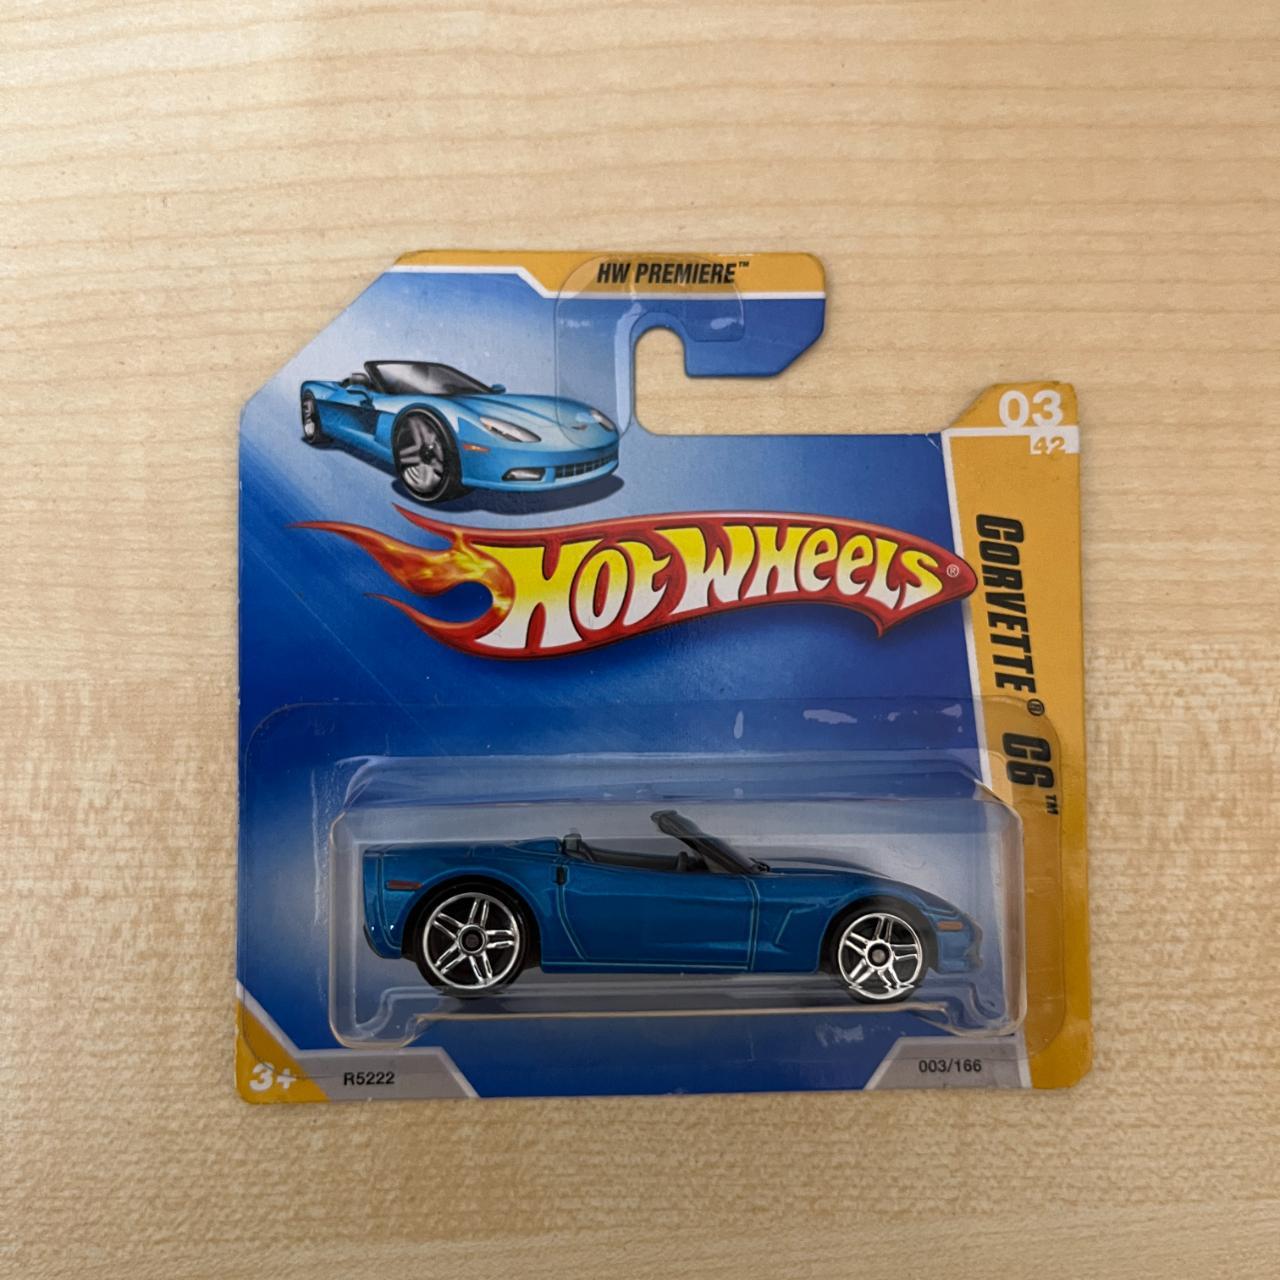 HW PREMIERE™
03
42
HOT WHEELS®
CORVETTE® C6™
3+
R5222
003/166